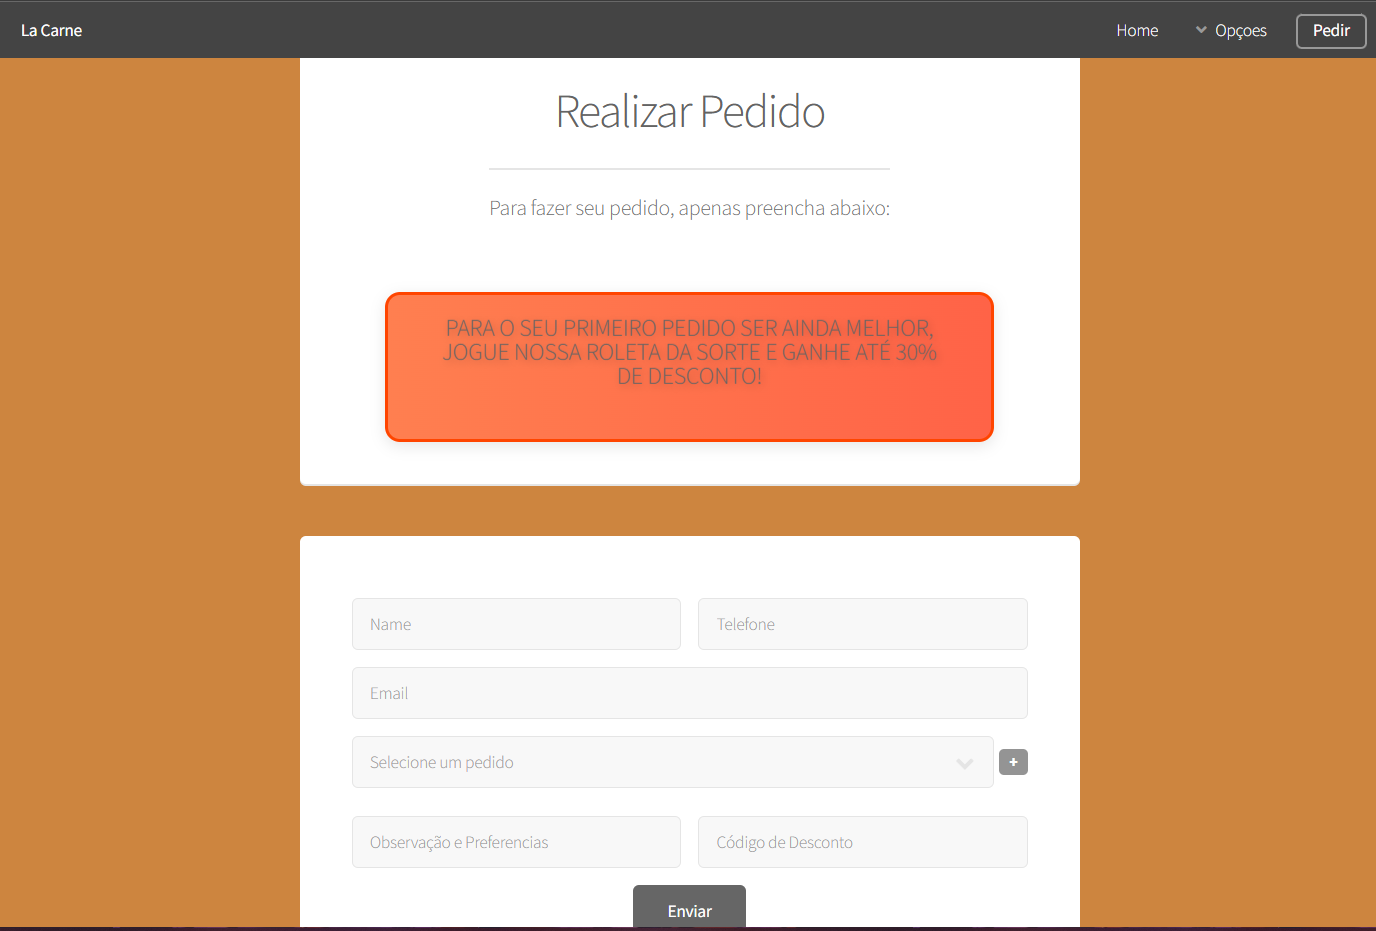 La Carne
Home
Opçoes
Pedir
Realizar Pedido
Para fazer seu pedido, apenas preencha abaixo:
PARA O SEU PRIMEIRO PEDIDO SER AINDA MELHOR,
JOGUE NOSSA ROLETA DA SORTE E GANHE ATÉ 30%
DE DESCONTO!
Name
Telefone
Email
Selecione um pedido
+
Observação e Preferencias
Código de Desconto
Enviar